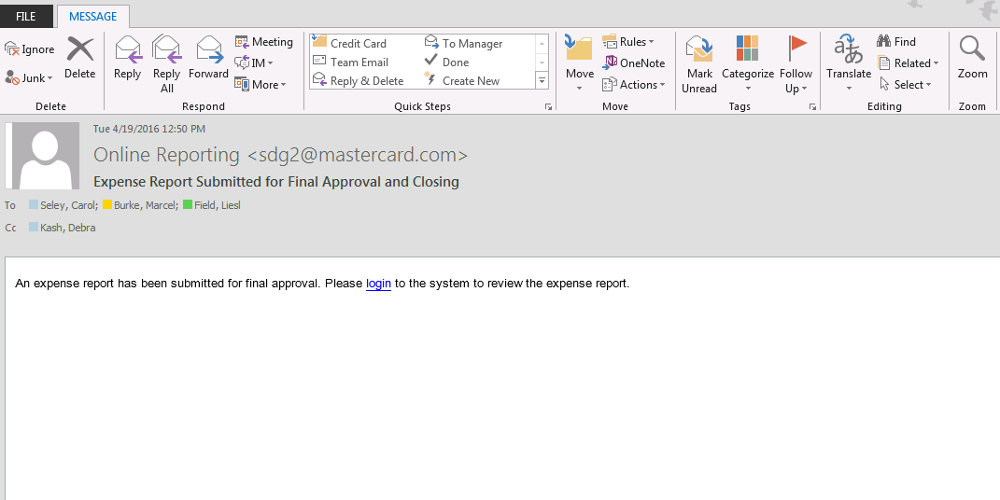 FILE MESSAGE
Ignore
Junk
Delete
Delete
Reply
Reply All
Forward
Meeting
IM
More
Respond
Credit Card To Manager
Team Email Done
Reply & Delete Create New
Quick Steps
Move
Rules
OneNote
Actions
Move
Mark Unread
Categorize
Follow Up
Tags
Translate
Find
Related
Select
Editing
Zoom
Zoom
Tue 4/19/2016 12:50 PM
Online Reporting <sdg2@mastercard.com>
Expense Report Submitted for Final Approval and Closing
To Seley, Carol; Burke, Marcel; Field, Liesl
Cc Kash, Debra
An expense report has been submitted for final approval. Please login to the system to review the expense report.